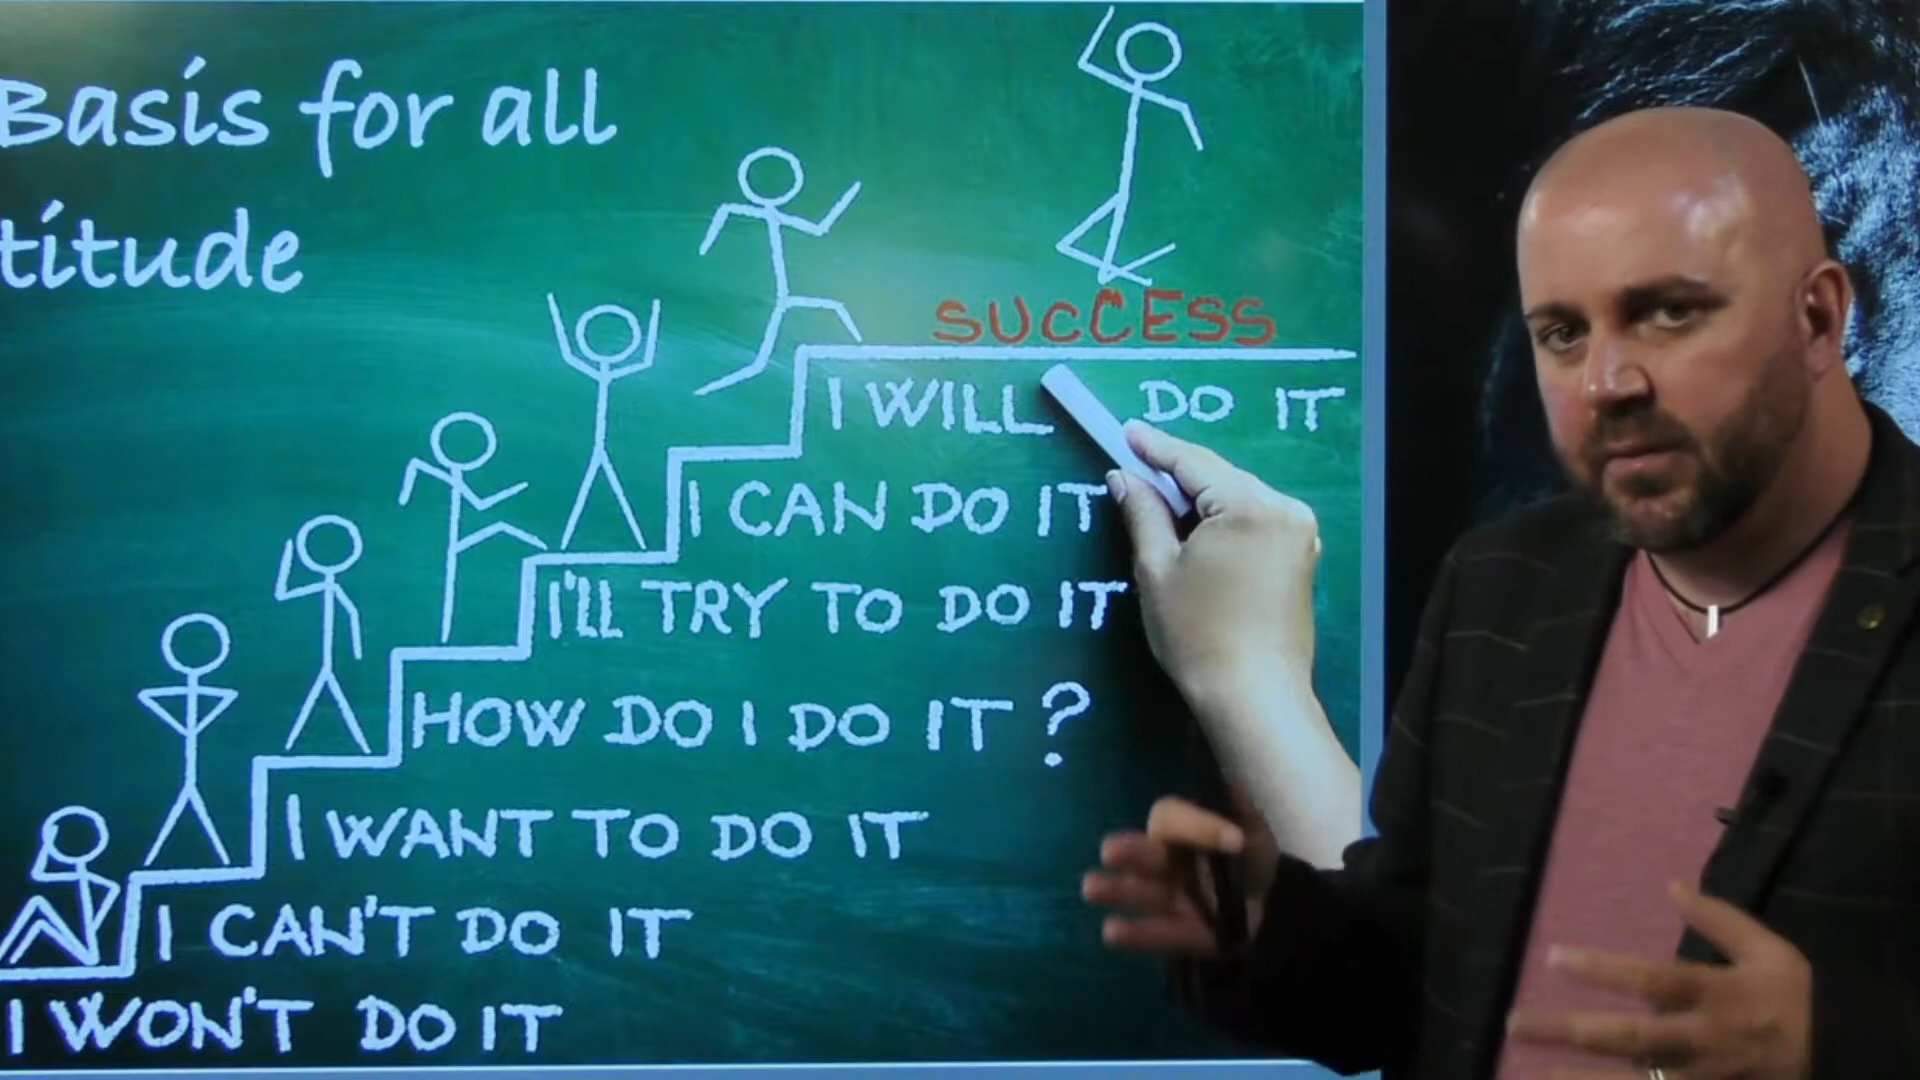 Basis for all
titude
SUCCESS
I WILL DO IT
I CAN DO IT
I'LL TRY TO DO IT
HOW DO I DO IT ?
I WANT TO DO IT
I CAN'T DO IT
I WON'T DO IT